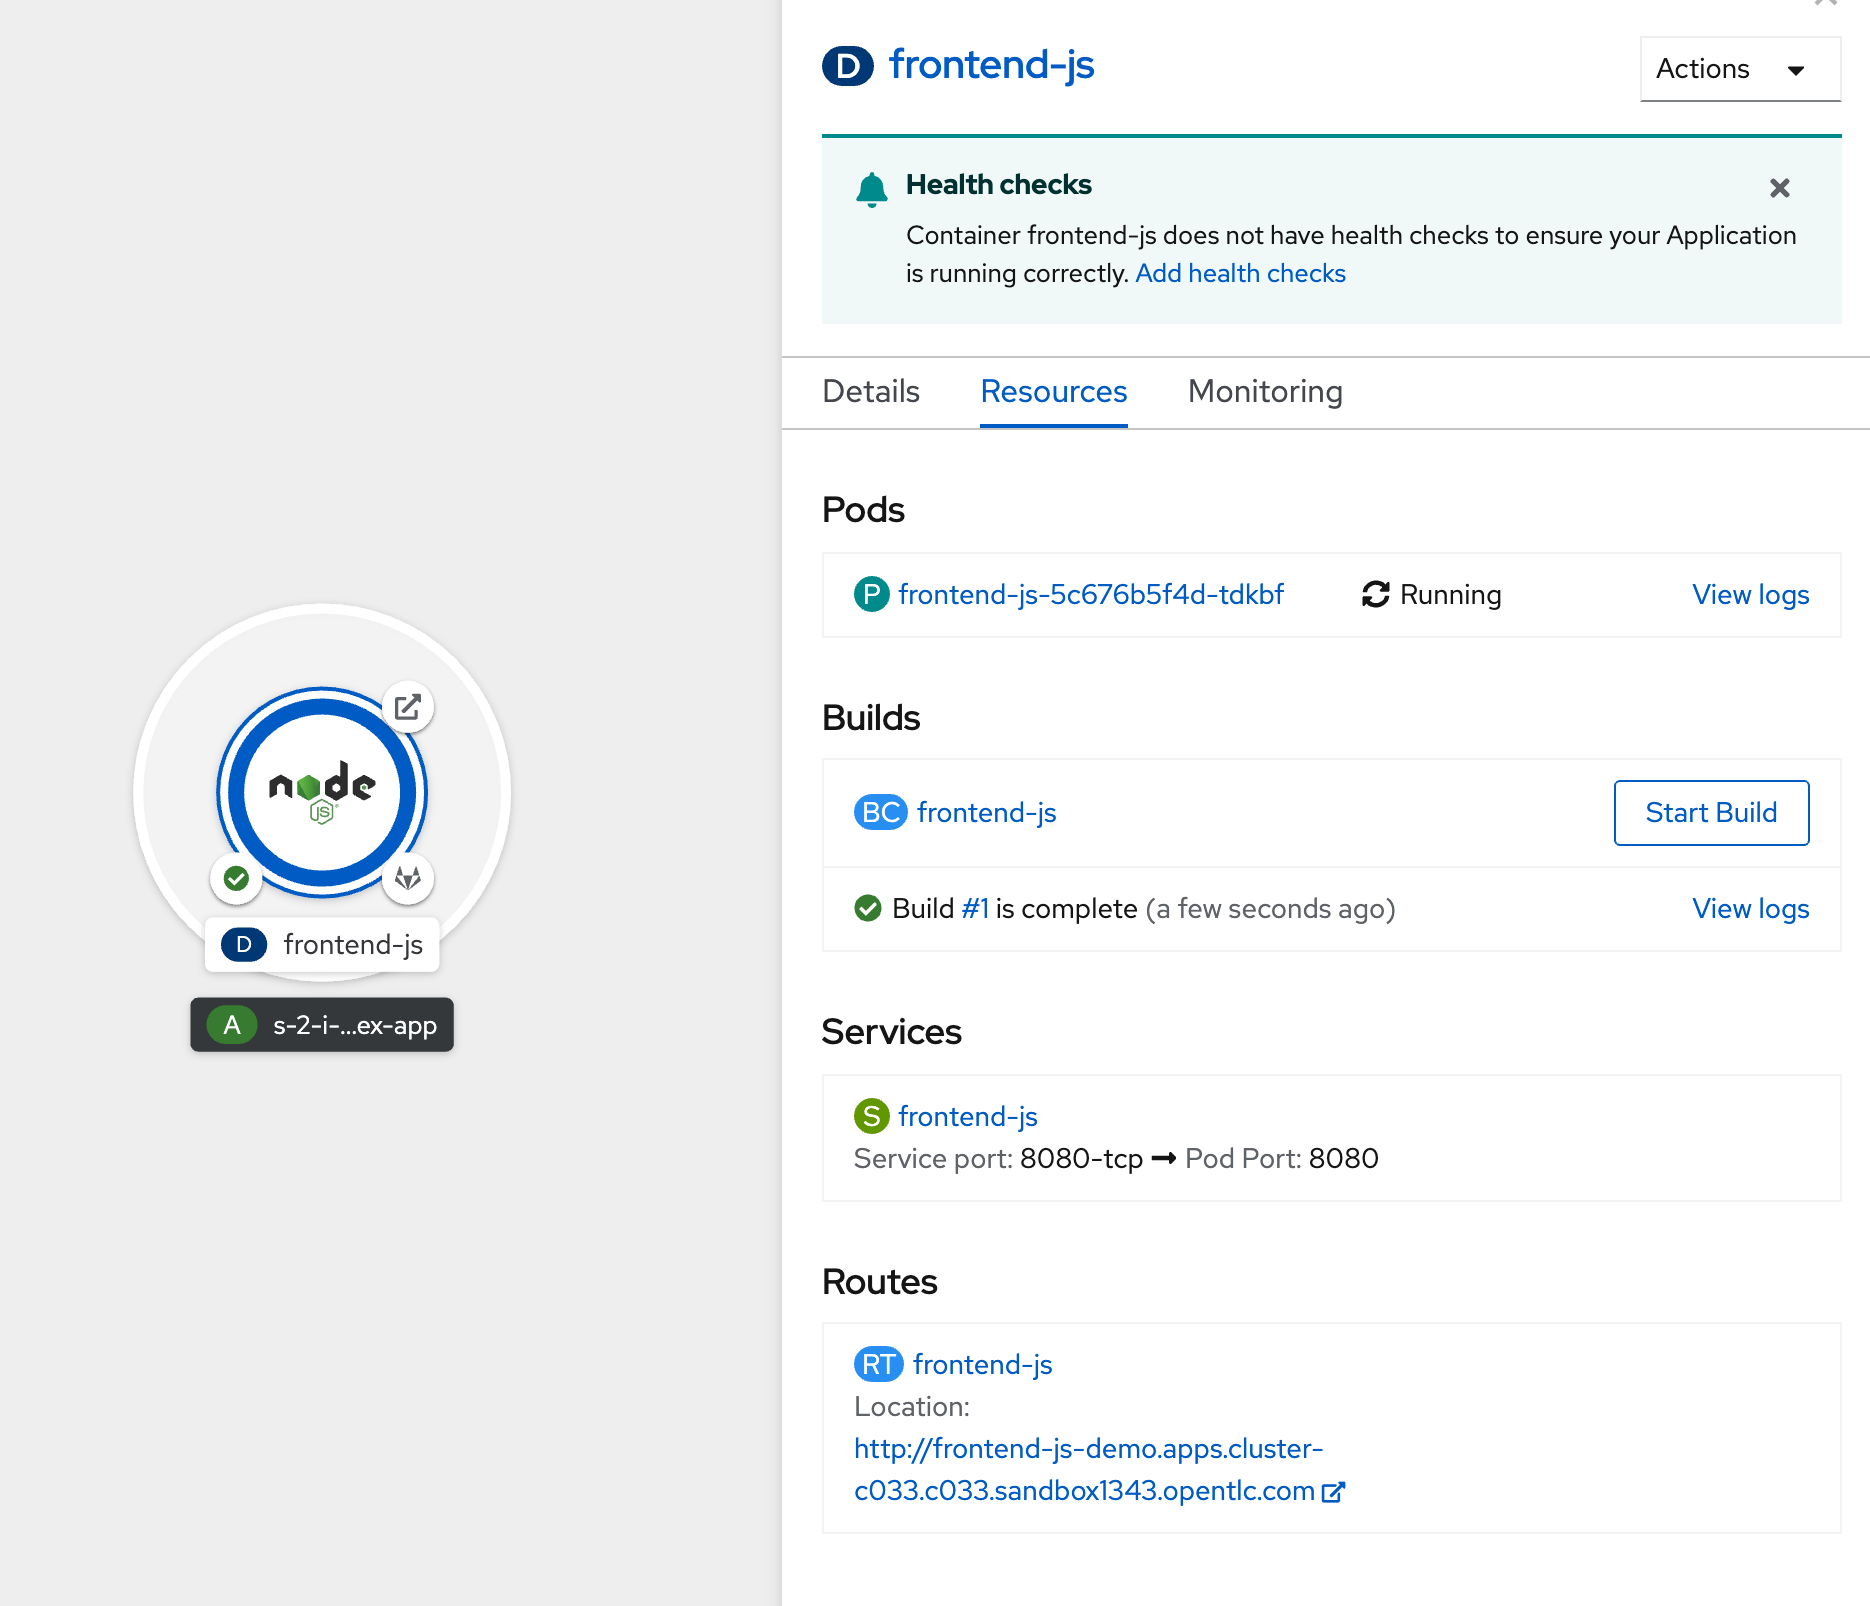 D frontend-js
Actions
Health checks
Container frontend-js does not have health checks to ensure your Application
is running correctly. Add health checks
Details Resources Monitoring
Pods
P frontend-js-5c676b5f4d-tdkbf Running View logs
Builds
BC frontend-js Start Build
Build #1 is complete (a few seconds ago) View logs
Services
S frontend-js
Service port: 8080-tcp → Pod Port: 8080
Routes
RT frontend-js
Location:
http://frontend-js-demo.apps.cluster-
c033.c033.sandbox1343.opentlc.com
node
JS
D frontend-js
A s-2-i-...ex-app